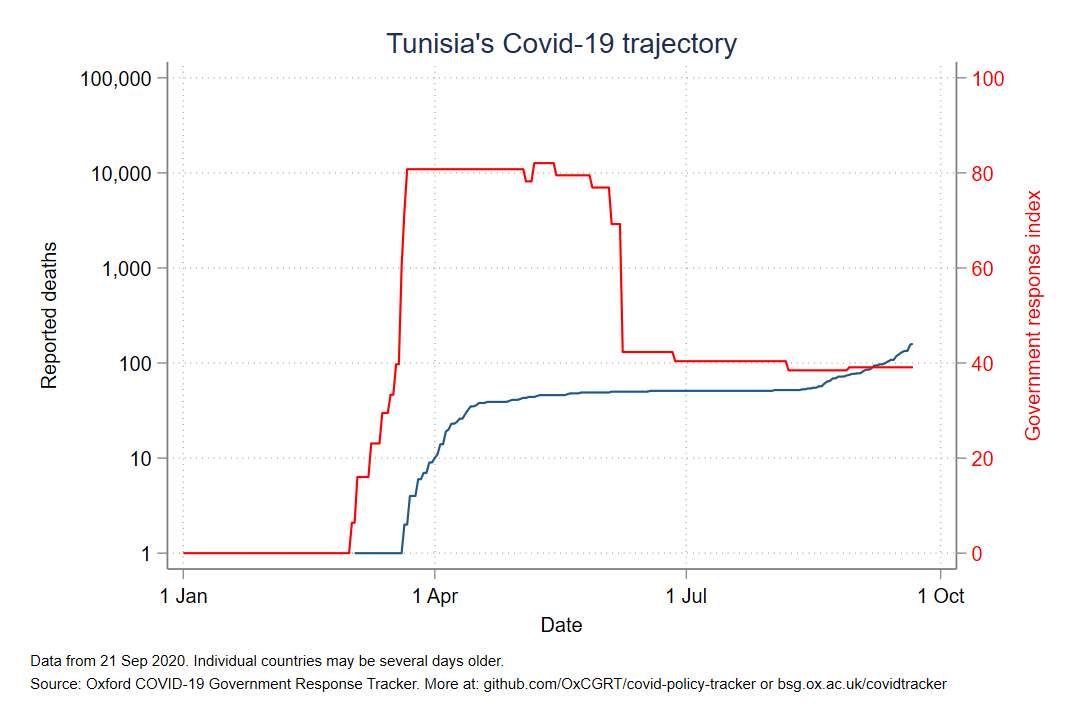 Tunisia's Covid-19 trajectory
100,000
10,000
1,000
100
10
1
Reported deaths
100
80
60
40
20
0
Government response index
1 Jan
1 Apr
1 Jul
1 Oct
Date
Data from 21 Sep 2020. Individual countries may be several days older.
Source: Oxford COVID-19 Government Response Tracker. More at: github.com/OxCGRT/covid-policy-tracker or bsg.ox.ac.uk/covidtracker